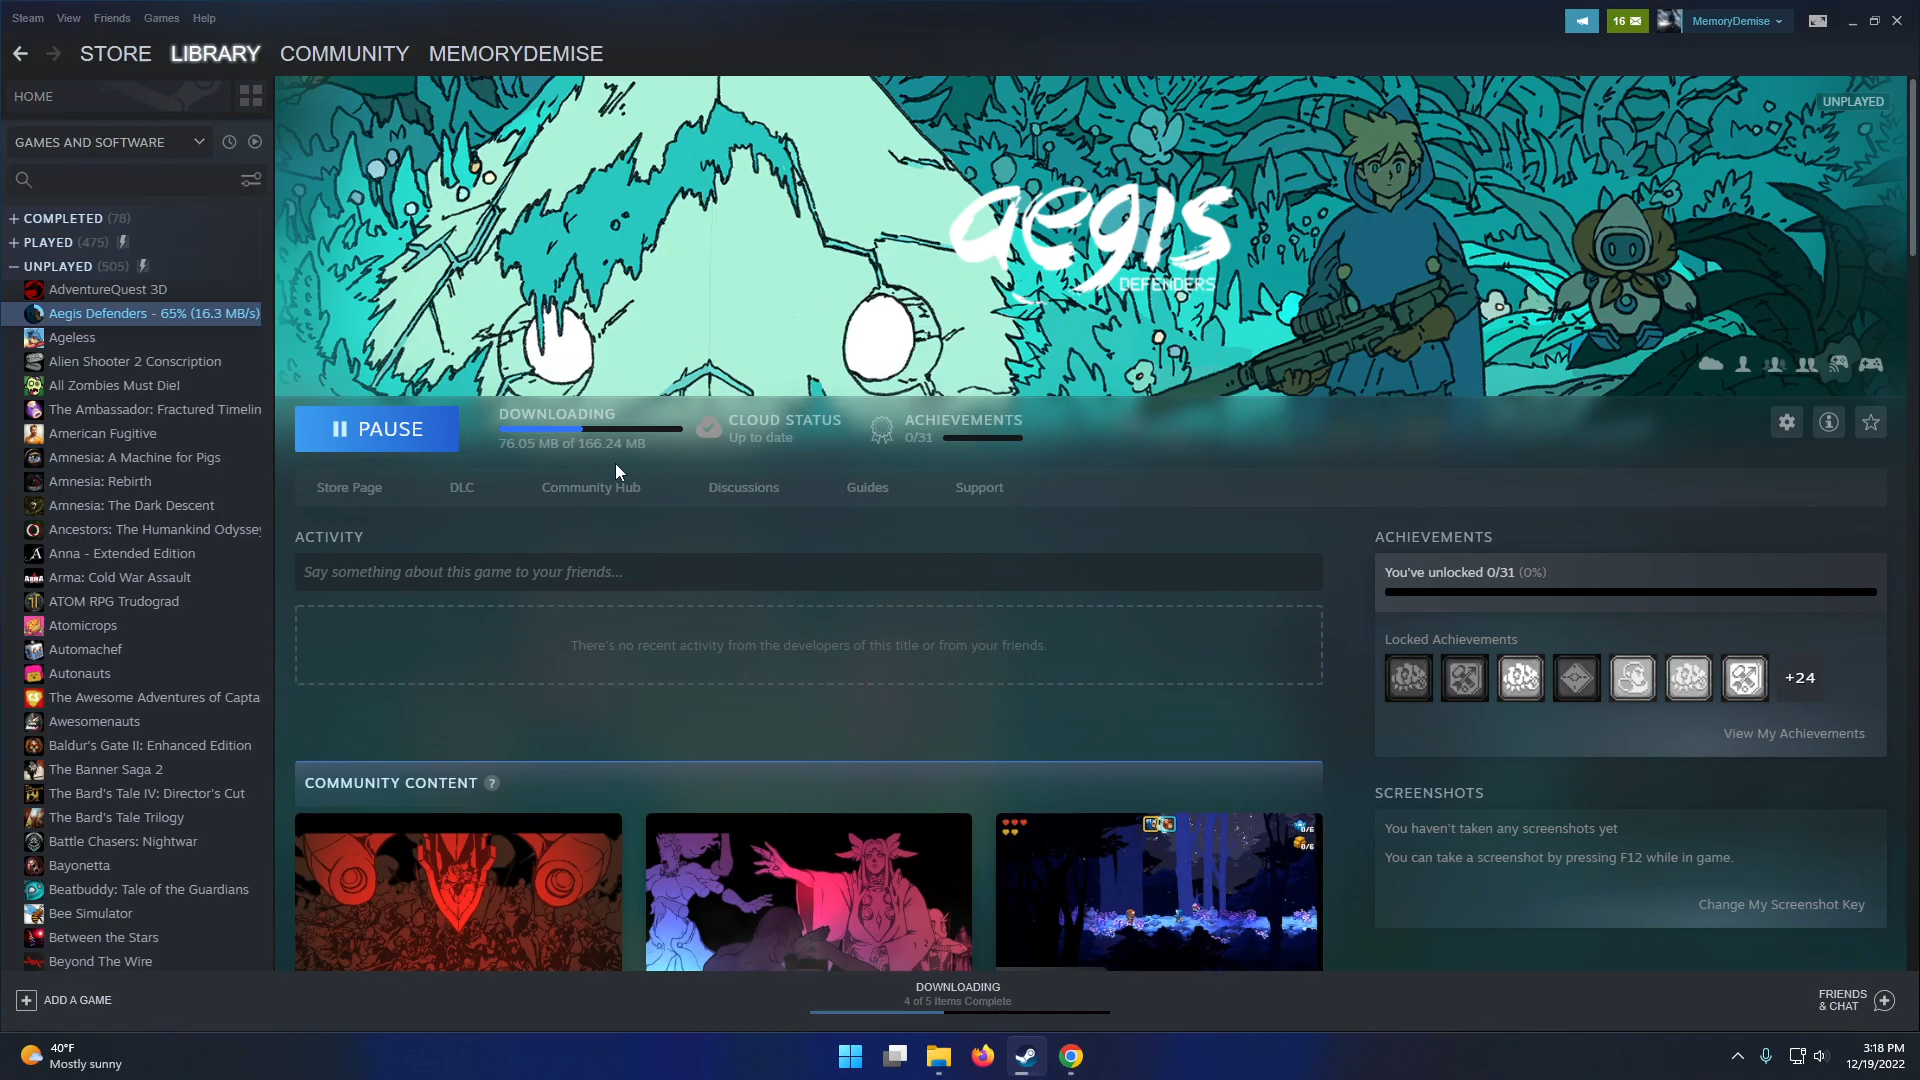 Steam View Friends Games Help
16
MemoryDemise
STORE LIBRARY COMMUNITY MEMORYDEMISE
HOME
GAMES AND SOFTWARE
+ COMPLETED (78)
+ PLAYED (475)
− UNPLAYED (505)
AdventureQuest 3D
Aegis Defenders - 65% (16.3 MB/s)
Ageless
Alien Shooter 2 Conscription
All Zombies Must Die!
The Ambassador: Fractured Timelin
American Fugitive
Amnesia: A Machine for Pigs
Amnesia: Rebirth
Amnesia: The Dark Descent
Ancestors: The Humankind Odyssey
Anna - Extended Edition
Arma: Cold War Assault
ATOM RPG Trudograd
Atomicrops
Automachef
Autonauts
The Awesome Adventures of Capta
Awesomenauts
Baldur's Gate II: Enhanced Edition
The Banner Saga 2
The Bard's Tale IV: Director's Cut
The Bard's Tale Trilogy
Battle Chasers: Nightwar
Bayonetta
Beatbuddy: Tale of the Guardians
Bee Simulator
Between the Stars
Beyond The Wire
UNPLAYED
aegis
DEFENDERS
PAUSE
DOWNLOADING
76.05 MB of 166.24 MB
CLOUD STATUS
Up to date
ACHIEVEMENTS
0/31
Store Page DLC Community Hub Discussions Guides Support
ACTIVITY
Say something about this game to your friends...
There's no recent activity from the developers of this title or from your friends.
COMMUNITY CONTENT ?
0/6
0/6
ACHIEVEMENTS
You've unlocked 0/31 (0%)
Locked Achievements
+24
View My Achievements
SCREENSHOTS
You haven't taken any screenshots yet
You can take a screenshot by pressing F12 while in game.
Change My Screenshot Key
ADD A GAME
DOWNLOADING
4 of 5 Items Complete
FRIENDS
& CHAT
40°F
Mostly sunny
3:18 PM
12/19/2022